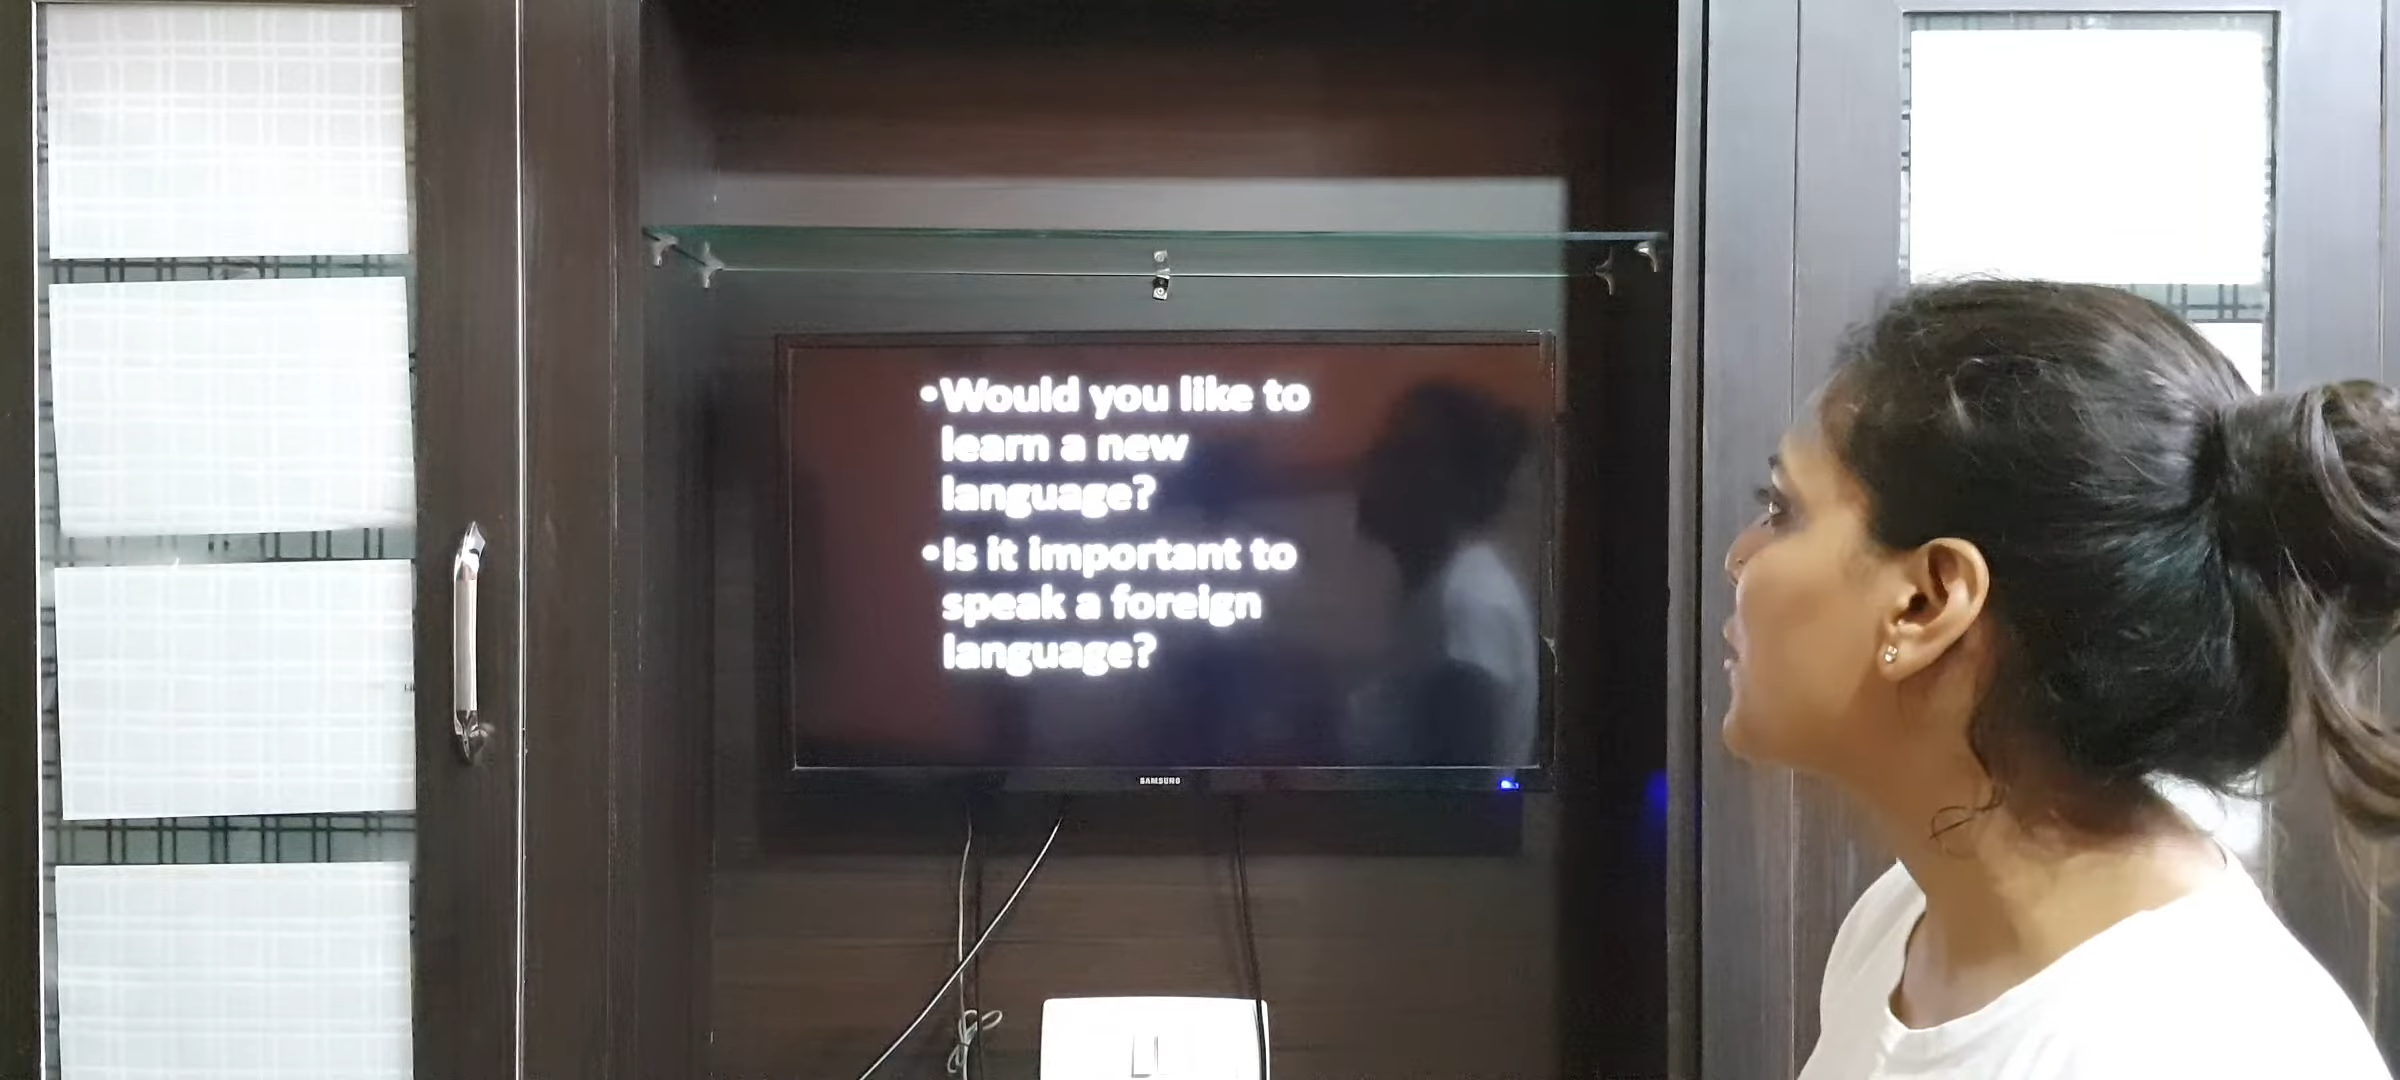 •Would you like to
learn a new
language?
•Is it important to
speak a foreign
language?
SAMSUNG